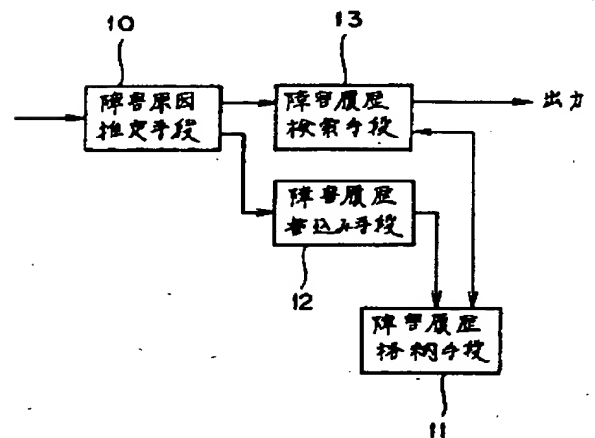 10
13
障害原因
推定手段
障害履歴
検索手段
出力
障害履歴
書込み手段
12
障害履歴
格納手段
11